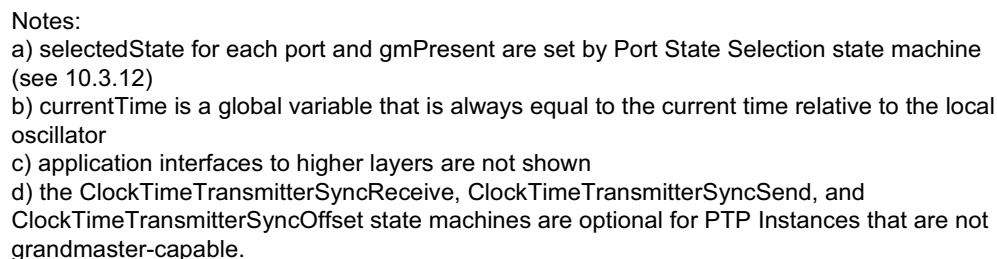 Notes:
a) selectedState for each port and gmPresent are set by Port State Selection state machine
(see 10.3.12)
b) currentTime is a global variable that is always equal to the current time relative to the local
oscillator
c) application interfaces to higher layers are not shown
d) the ClockTimeTransmitterSyncReceive, ClockTimeTransmitterSyncSend, and
ClockTimeTransmitterSyncOffset state machines are optional for PTP Instances that are not
grandmaster-capable.